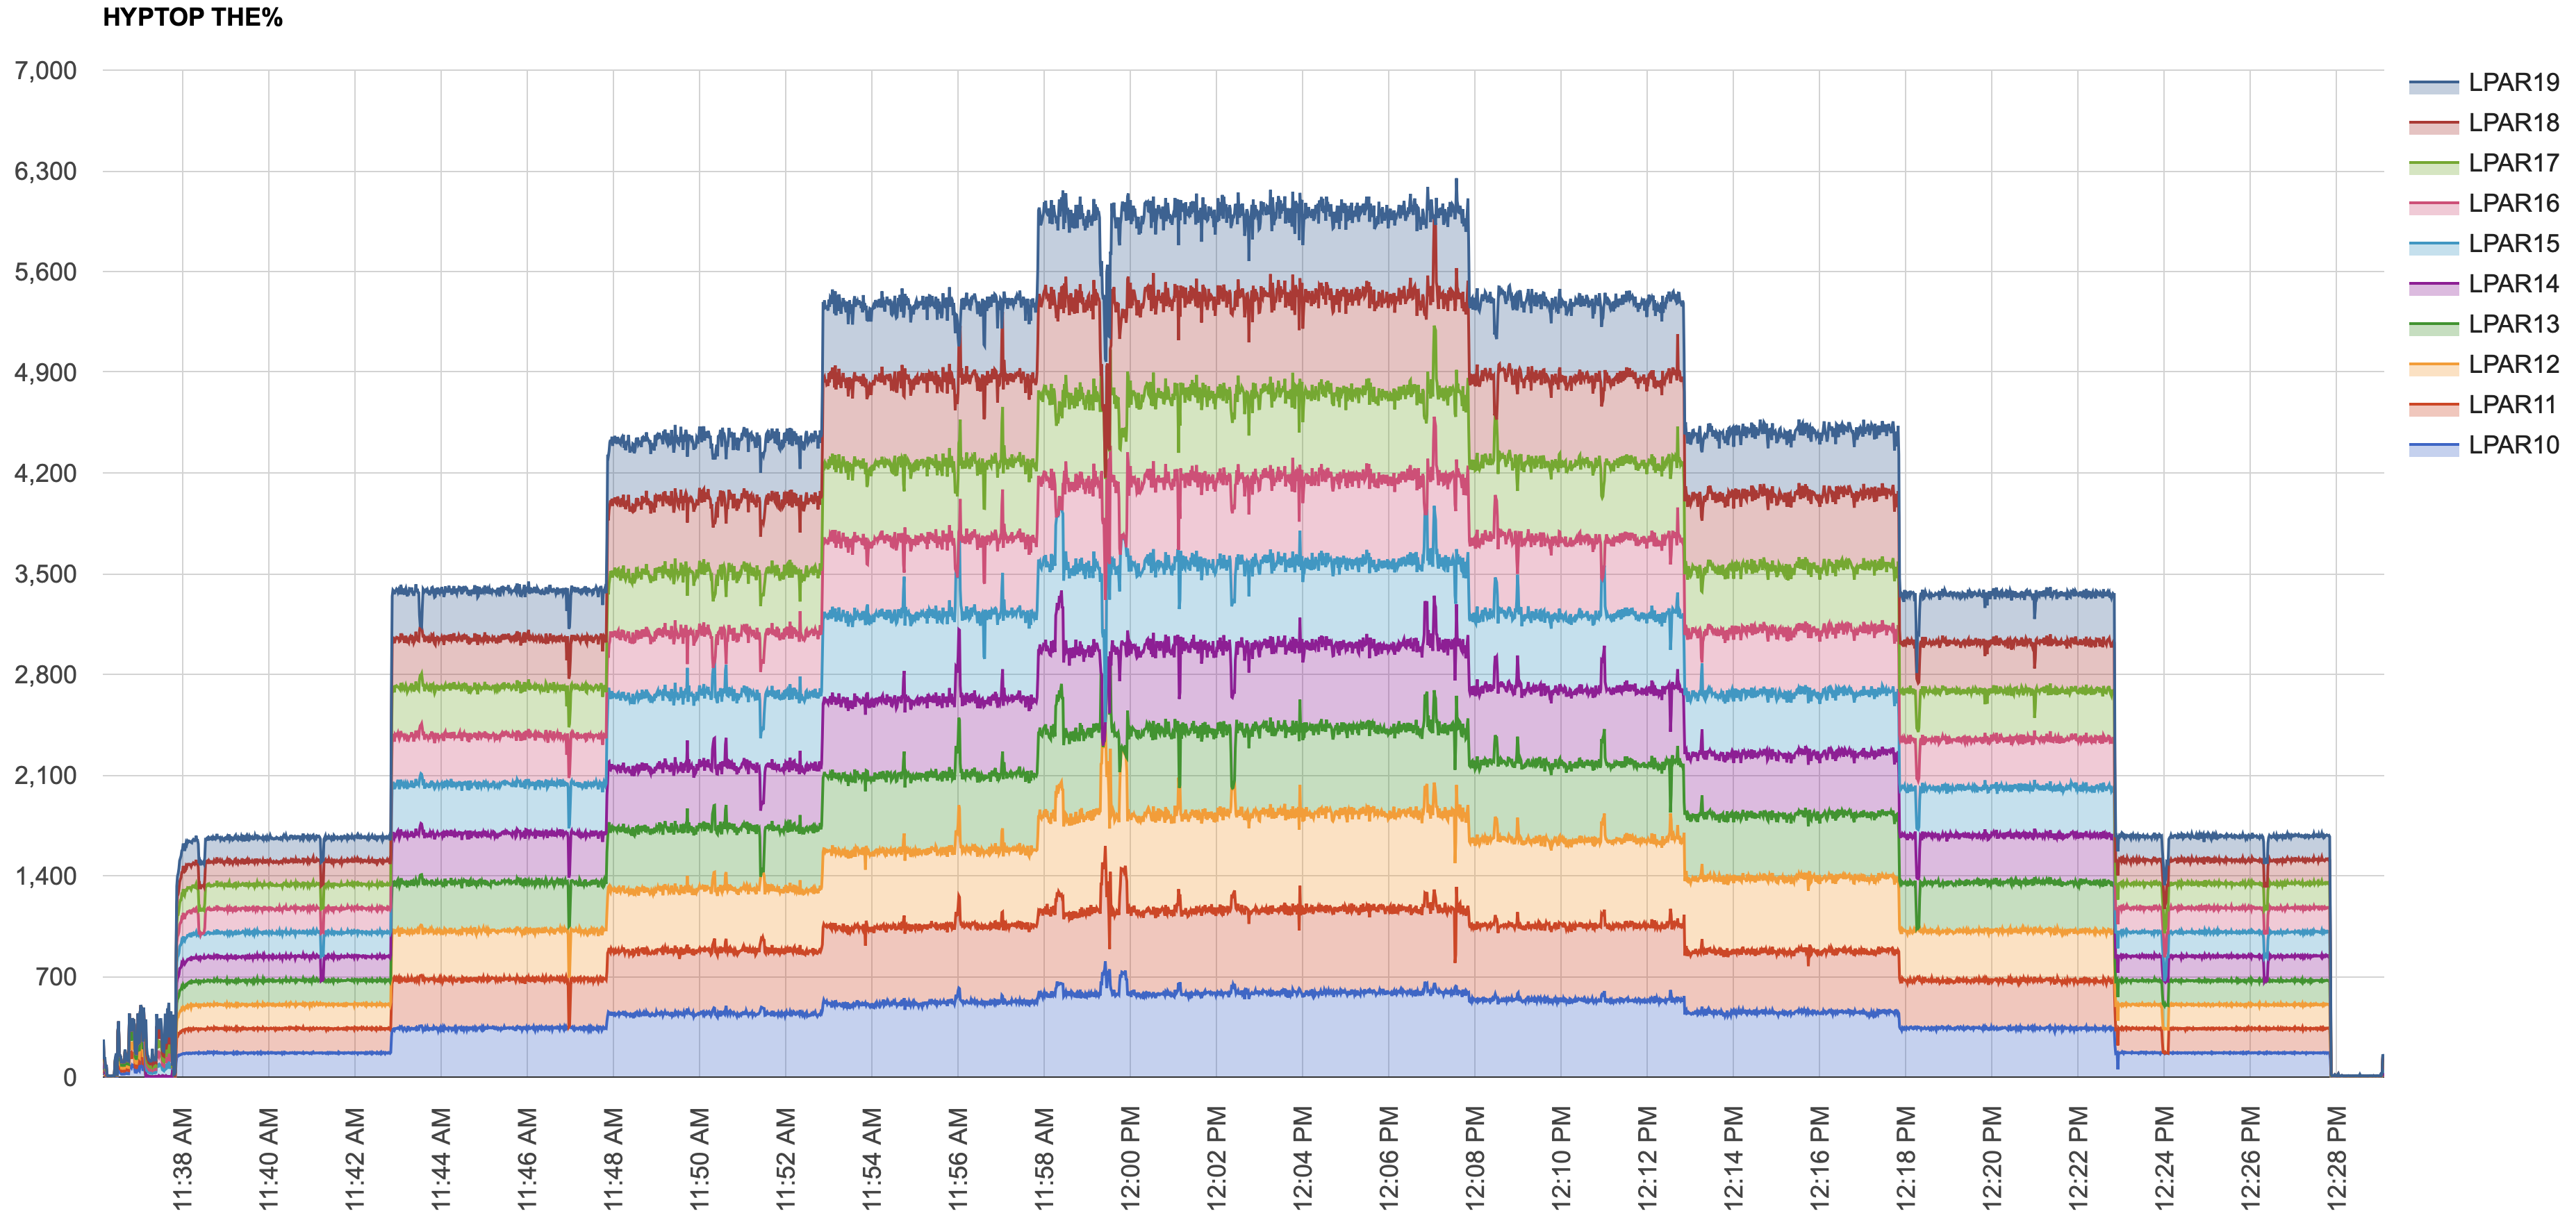 HYPTOP THE%
7,000
6,300
5,600
4,900
4,200
3,500
2,800
2,100
1,400
700
0
11:38 AM
11:40 AM
11:42 AM
11:44 AM
11:46 AM
11:48 AM
11:50 AM
11:52 AM
11:54 AM
11:56 AM
11:58 AM
12:00 PM
12:02 PM
12:04 PM
12:06 PM
12:08 PM
12:10 PM
12:12 PM
12:14 PM
12:16 PM
12:18 PM
12:20 PM
12:22 PM
12:24 PM
12:26 PM
12:28 PM
LPAR19
LPAR18
LPAR17
LPAR16
LPAR15
LPAR14
LPAR13
LPAR12
LPAR11
LPAR10